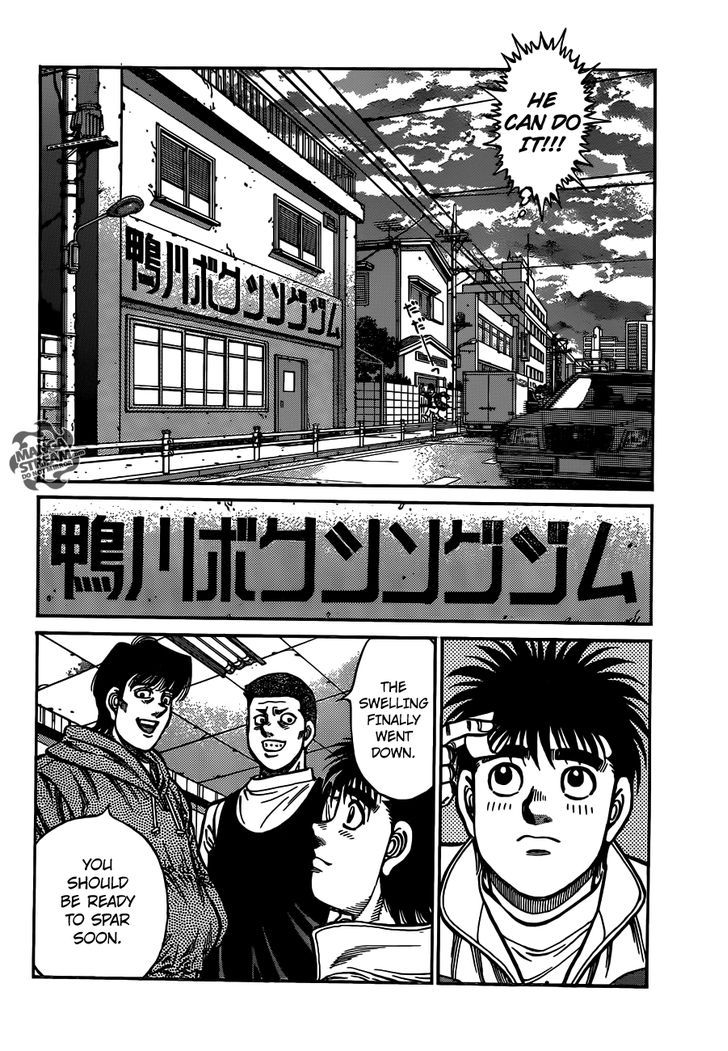 HE
CAN DO
IT!!!
鴨川ボクシングジム
だだっ
MANGA
STREAM
鴨川ボクシングジム
THE
SWELLING
FINALLY
WENT
DOWN.
YOU
SHOULD
BE READY
TO SPAR
SOON.